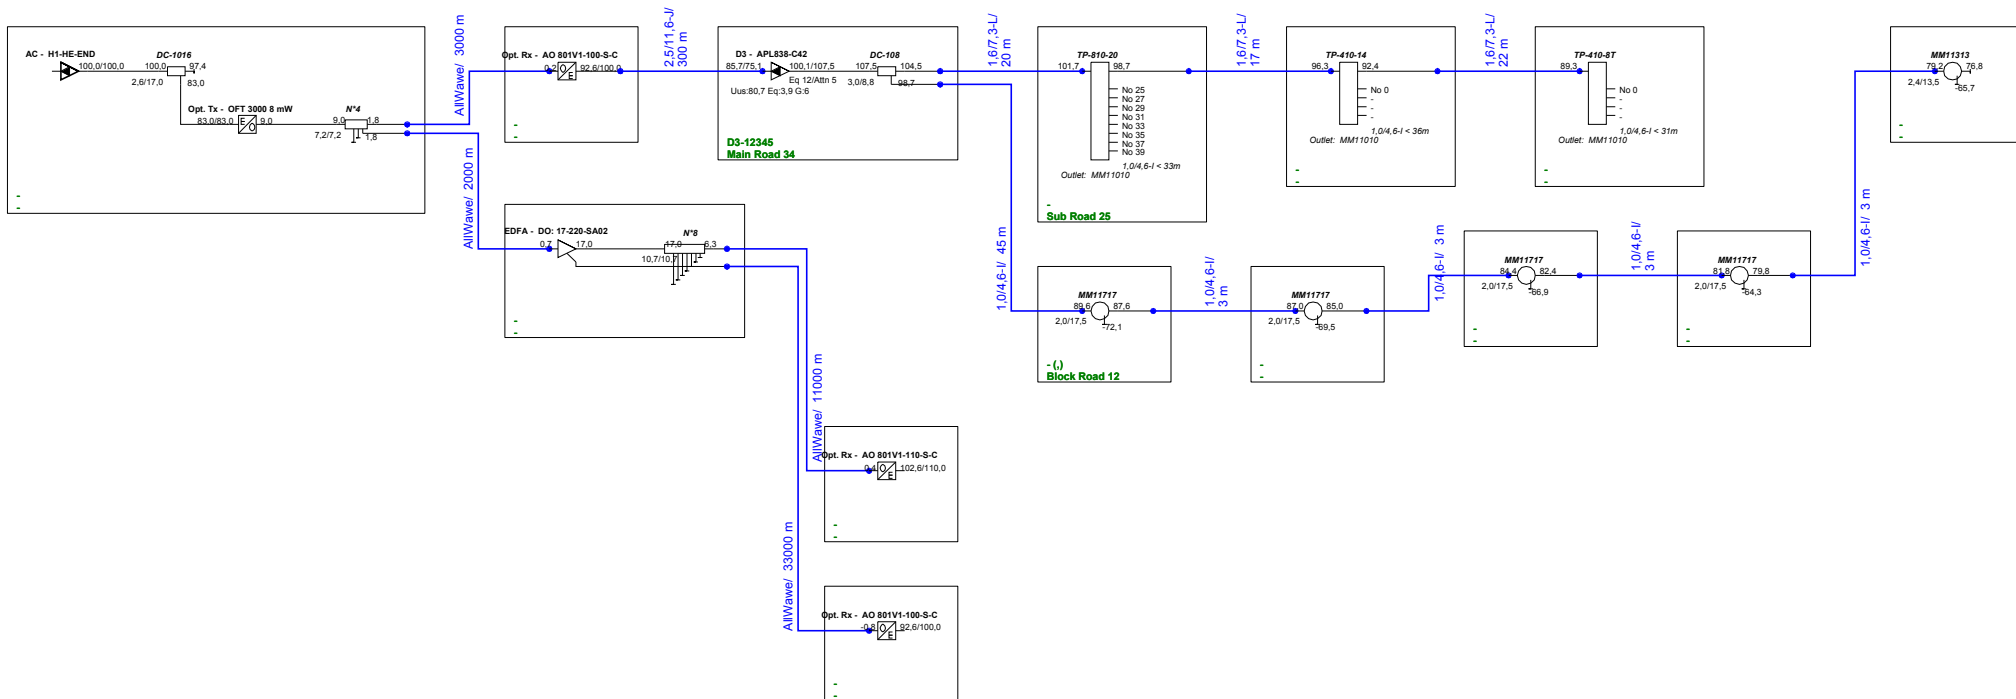 AC - H1-HE-END
100,0/100,0
DC-1016
100,0
97,4
2,6/17,0
83,0
Opt. Tx - OFT 3000 8 mW
83,0/83,0
9,0
N*4
9,0
1,8
7,2/7,2
1,8
-
-
AllWawe/ 3000 m
AllWawe/ 2000 m
Opt. Rx - AO 801V1-100-S-C
0,2
O
E
92,6/100,0
-
-
2,5/11,6-J/
300 m
D3 - APL838-C42
85,7/75,1
100,1/107,5
Eq 12/Attn 5
Uus:80,7 Eq:3,9 G:6
DC-108
107,5
104,5
3,0/8,8
98,7
D3-12345
Main Road 34
1,6/7,3-L/
20 m
TP-810-20
101,7
98,7
No 25
No 27
No 29
No 31
No 33
No 35
No 37
No 39
1,0/4,6-I < 33m
Outlet: MM11010
-
Sub Road 25
1,6/7,3-L/
17 m
TP-410-14
96,3
92,4
No 0
-
-
-
1,0/4,6-I < 36m
Outlet: MM11010
-
-
1,6/7,3-L/
22 m
TP-410-8T
89,3
No 0
-
-
-
1,0/4,6-I < 31m
Outlet: MM11010
-
-
MM11313
79,2
76,8
2,4/13,5
65,7
-
-
EDFA - DO: 17-220-SA02
0,7
17,0
N*8
17,0
6,3
10,7/10,7
-
-
1,0/4,6-I/ 45 m
MM11717
89,6
87,6
2,0/17,5
72,1
- (,)
Block Road 12
1,0/4,6-I/
3 m
MM11717
87,0
85,0
2,0/17,5
69,5
-
-
1,0/4,6-I/ 3 m
MM11717
84,4
82,4
2,0/17,5
66,9
-
-
1,0/4,6-I/
3 m
MM11717
81,8
79,8
2,0/17,5
64,3
-
-
1,0/4,6-I/ 3 m
AllWawe/ 11000 m
Opt. Rx - AO 801V1-110-S-C
0,4
O
E
102,6/110,0
-
-
AllWawe/ 33000 m
Opt. Rx - AO 801V1-100-S-C
-0,8
O
E
92,6/100,0
-
-